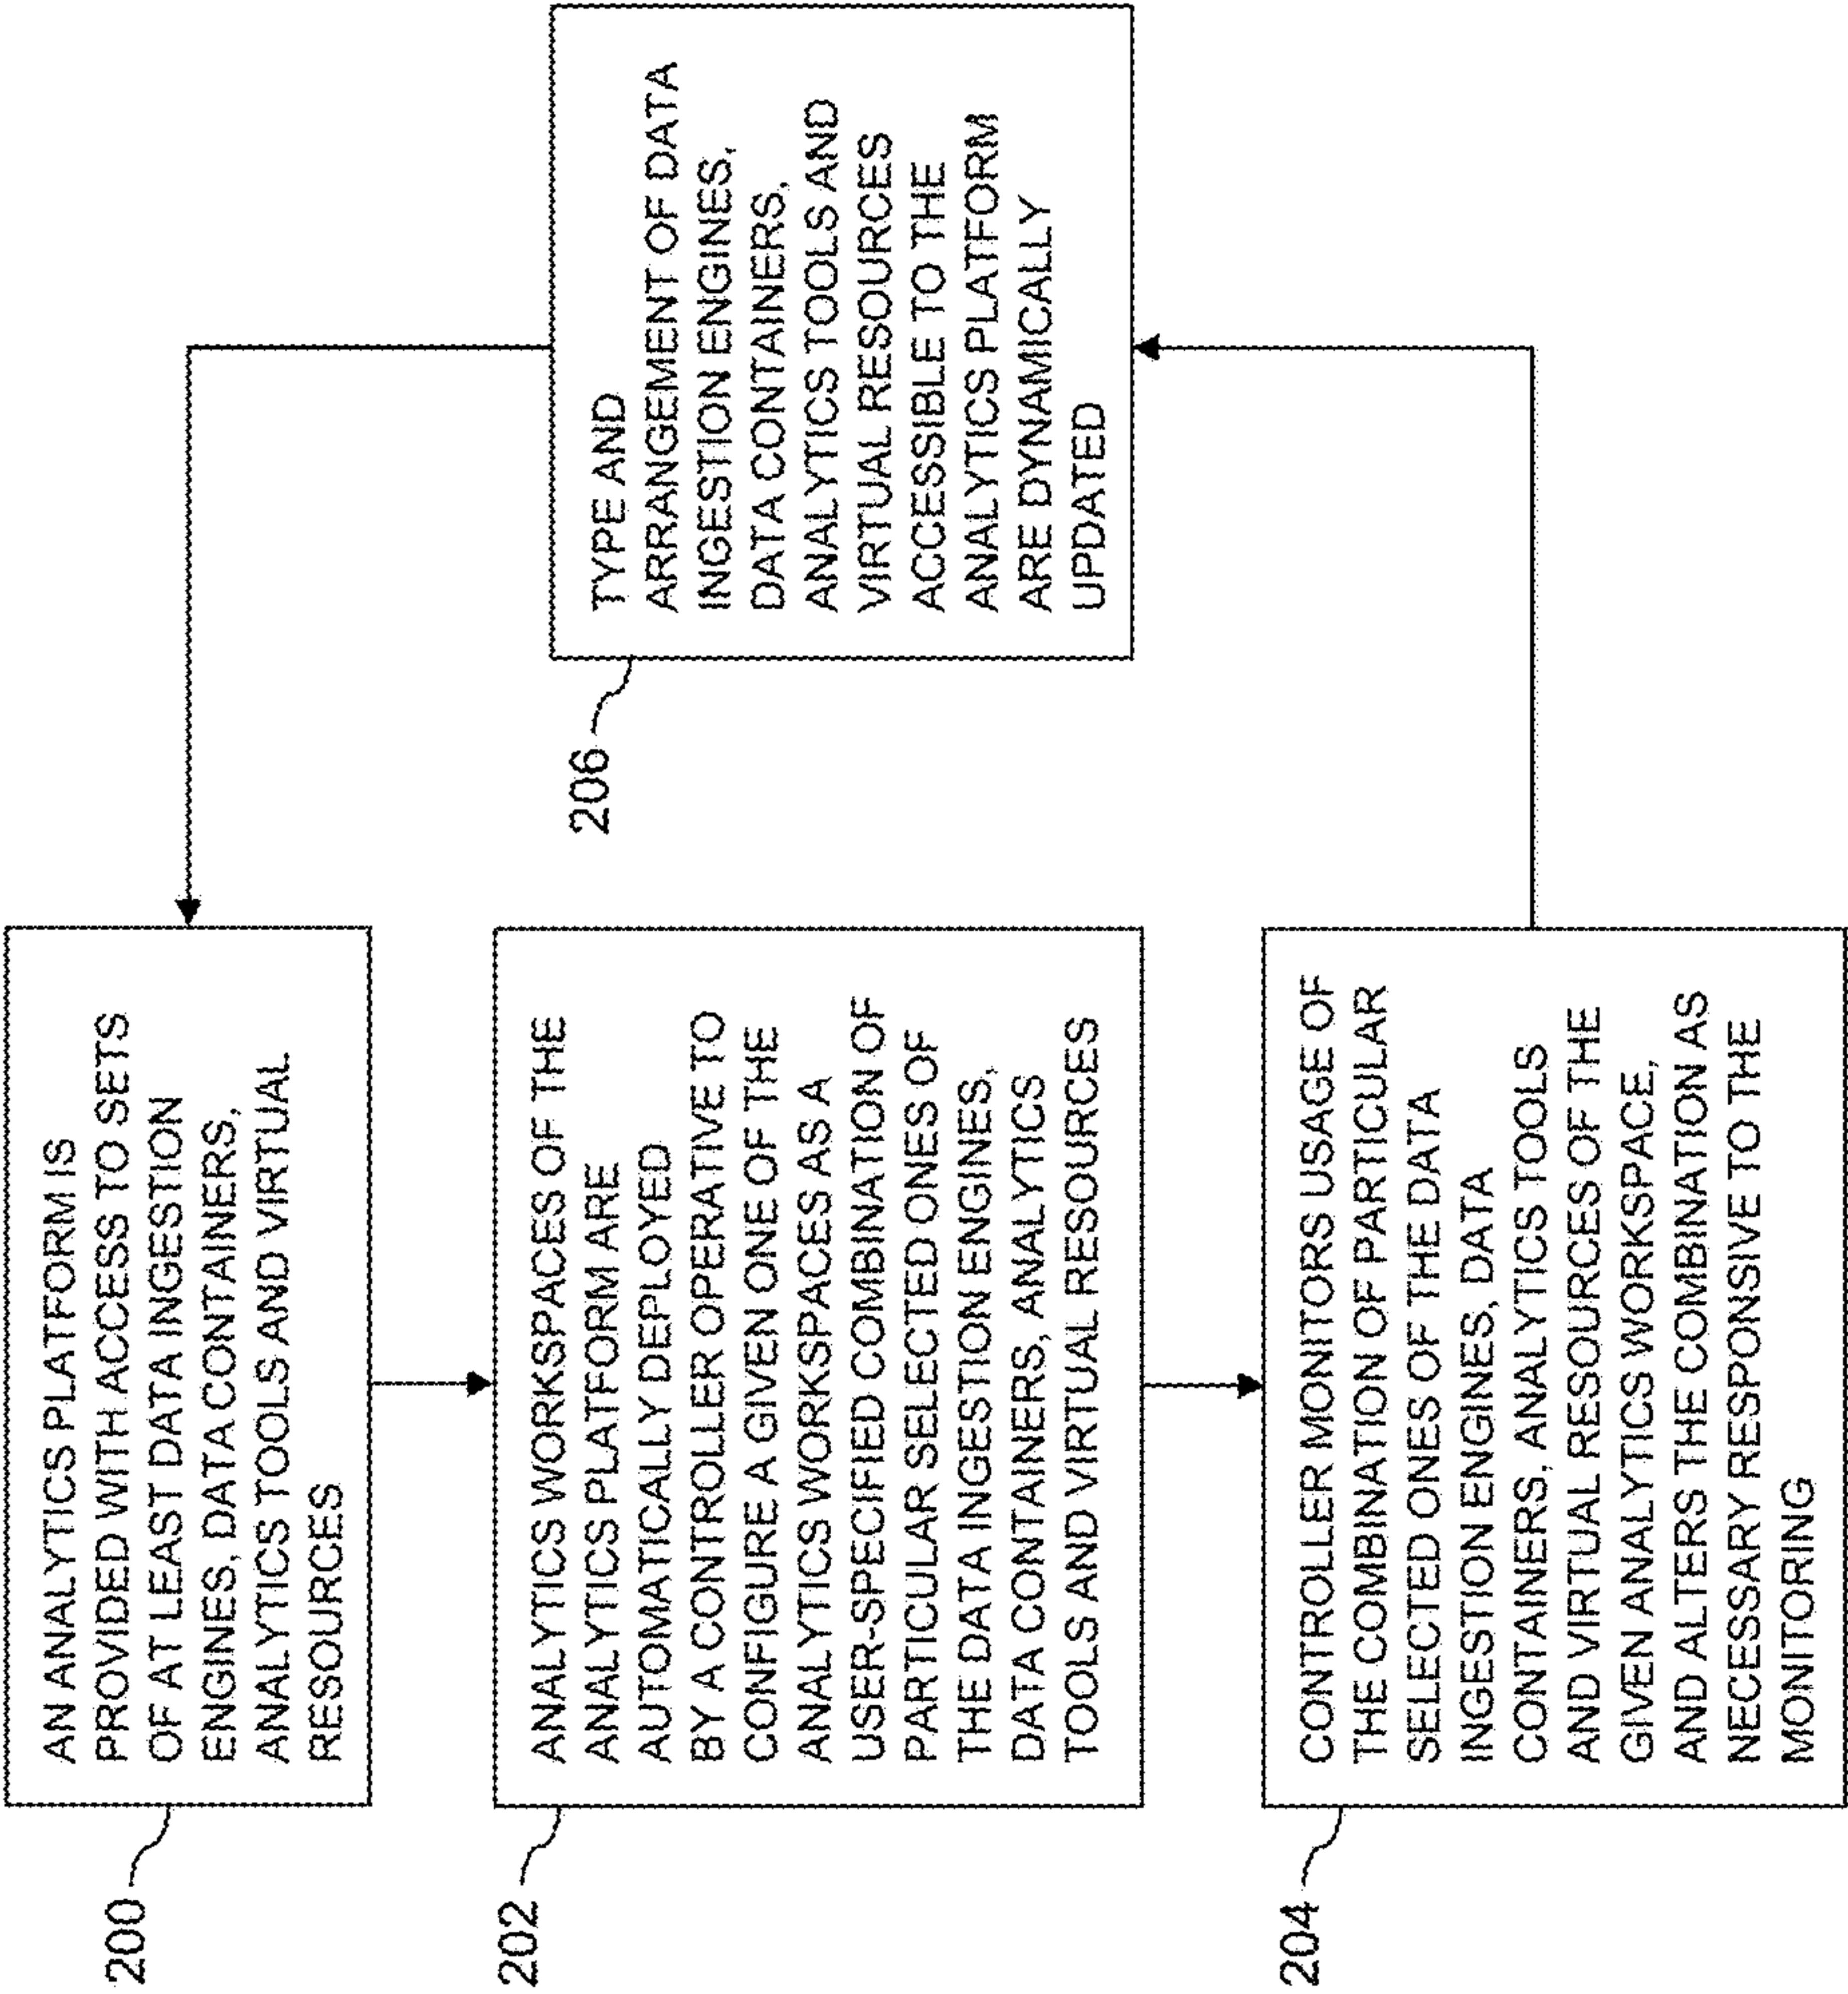 200
AN ANALYTICS PLATFORM IS
PROVIDED WITH ACCESS TO SETS
OF AT LEAST DATA INGESTION
ENGINES, DATA CONTAINERS,
ANALYTICS TOOLS AND VIRTUAL
RESOURCES
202
ANALYTICS WORKSPACES OF THE
ANALYTICS PLATFORM ARE
AUTOMATICALLY DEPLOYED
BY A CONTROLLER OPERATIVE TO
CONFIGURE A GIVEN ONE OF THE
ANALYTICS WORKSPACES AS A
USER-SPECIFIED COMBINATION OF
PARTICULAR SELECTED ONES OF
THE DATA INGESTION ENGINES,
DATA CONTAINERS, ANALYTICS
TOOLS AND VIRTUAL RESOURCES
204
CONTROLLER MONITORS USAGE OF
THE COMBINATION OF PARTICULAR
SELECTED ONES OF THE DATA
INGESTION ENGINES, DATA
CONTAINERS, ANALYTICS TOOLS
AND VIRTUAL RESOURCES OF THE
GIVEN ANALYTICS WORKSPACE,
AND ALTERS THE COMBINATION AS
NECESSARY RESPONSIVE TO THE
MONITORING
206
TYPE AND
ARRANGEMENT OF DATA
INGESTION ENGINES,
DATA CONTAINERS,
ANALYTICS TOOLS AND
VIRTUAL RESOURCES
ACCESSIBLE TO THE
ANALYTICS PLATFORM
ARE DYNAMICALLY
UPDATED